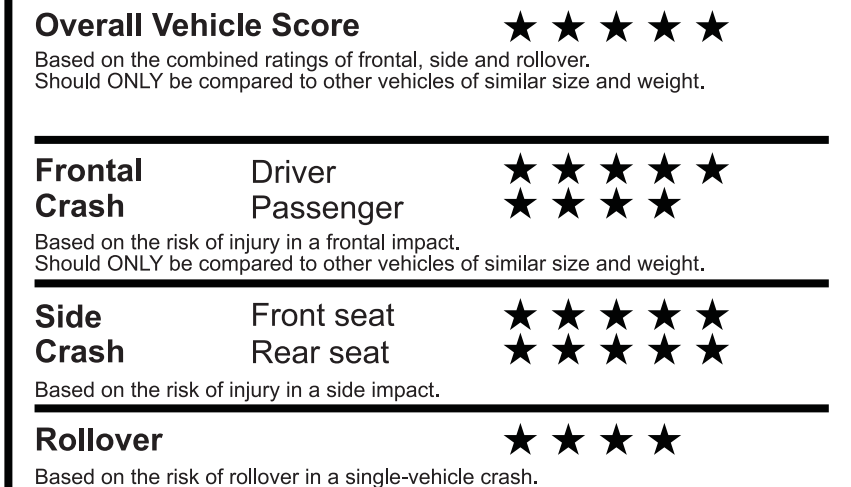 Overall Vehicle Score ★ ★ ★ ★ ★
Based on the combined ratings of frontal, side and rollover.
Should ONLY be compared to other vehicles of similar size and weight.
Frontal Driver ★ ★ ★ ★ ★
Crash Passenger ★ ★ ★ ★
Based on the risk of injury in a frontal impact.
Should ONLY be compared to other vehicles of similar size and weight.
Side Front seat ★ ★ ★ ★ ★
Crash Rear seat ★ ★ ★ ★ ★
Based on the risk of injury in a side impact.
Rollover ★ ★ ★ ★
Based on the risk of rollover in a single-vehicle crash.